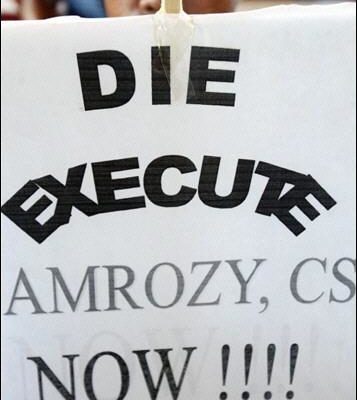 DIE
EXECUTE
AMROZY, CS
NOW !!!!